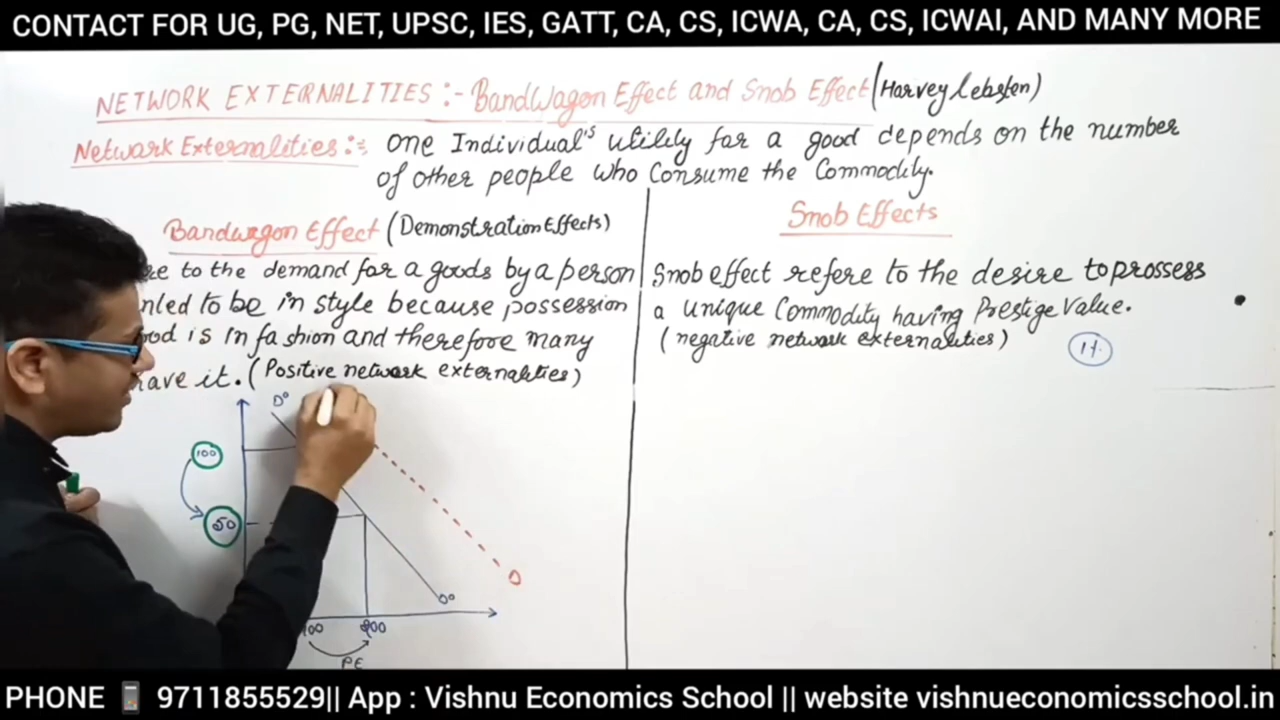 CONTACT FOR UG, PG, NET, UPSC, IES, GATT, CA, CS, ICWA, CA, CS, ICWAI, AND MANY MORE
NETWORK EXTERNALITIES :- BandWagon Effect and Snob Effect (Harvey Lebsten)
Network Externalities :- One Individual's utility for a good depends on the number
of other people who Consume the Commodity.
Bandwagon Effect (Demonstration Effects)
to the demand for a goods by a person
to be in style because possession
is in fashion and therefore many
have it. (Positive network externalities)
Snob Effects
Snob effect refere to the desire to prossess
a unique Commodity having Prestige Value.
(negative network externalities)
D°
100
50
D°
D
100 200
PE
PHONE 9711855529|| App : Vishnu Economics School || website vishnueconomicsschool.in